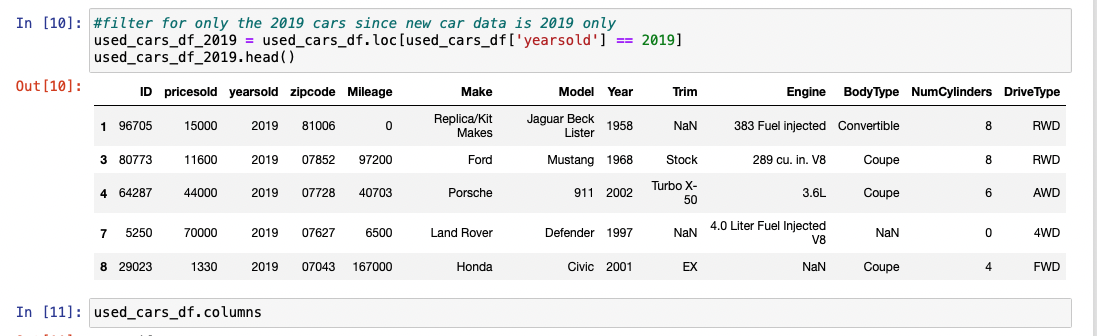 In [10]: #filter for only the 2019 cars since new car data is 2019 only
used_cars_df_2019 = used_cars_df.loc[used_cars_df['yearsold'] == 2019]
used_cars_df_2019.head()
Out[10]:
ID pricesold yearsold zipcode Mileage Make Model Year Trim Engine BodyType NumCylinders DriveType
1 96705 15000 2019 81006 0 Replica/Kit Makes Jaguar Beck Lister 1958 NaN 383 Fuel injected Convertible 8 RWD
3 80773 11600 2019 07852 97200 Ford Mustang 1968 Stock 289 cu. in. V8 Coupe 8 RWD
4 64287 44000 2019 07728 40703 Porsche 911 2002 Turbo X-50 3.6L Coupe 6 AWD
7 5250 70000 2019 07627 6500 Land Rover Defender 1997 NaN 4.0 Liter Fuel Injected V8 NaN 0 4WD
8 29023 1330 2019 07043 167000 Honda Civic 2001 EX NaN Coupe 4 FWD
In [11]: used_cars_df.columns